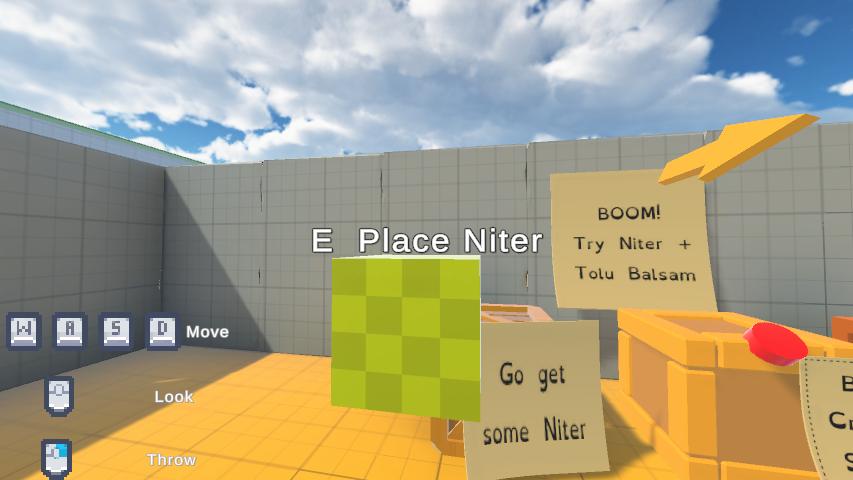 BOOM!
Try Niter +
Tolu Balsam
E Place Niter
W A S D Move
Go get
some Niter
Look
Throw